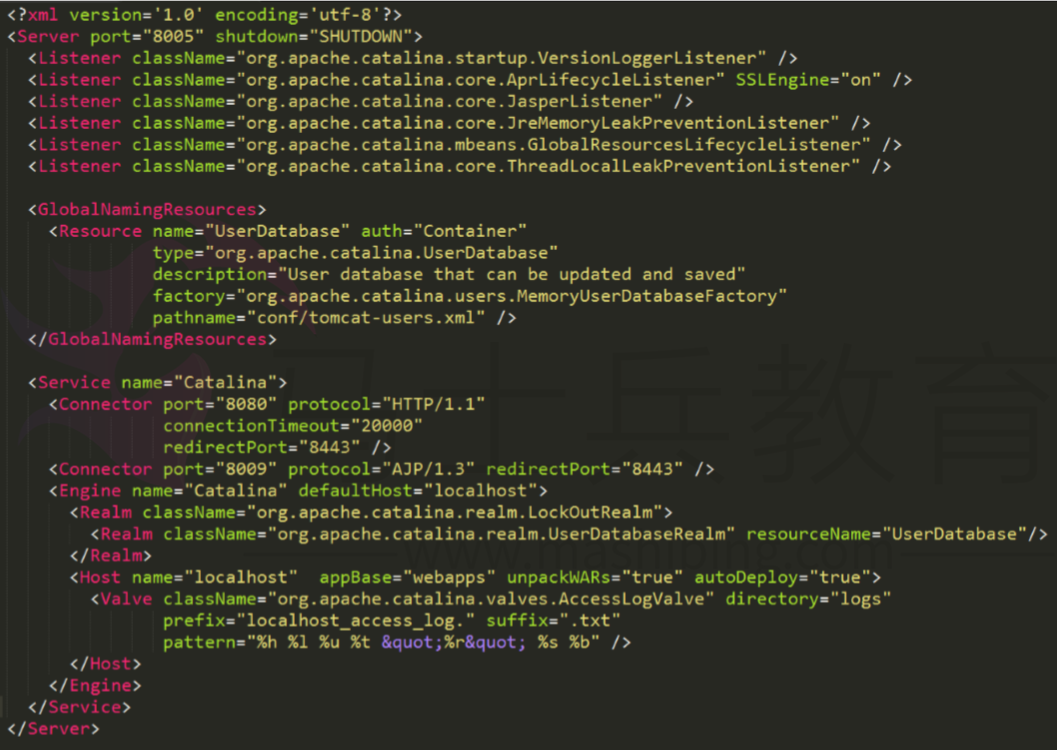 <?xml version='1.0' encoding='utf-8'?>
<Server port="8005" shutdown="SHUTDOWN">
  <Listener className="org.apache.catalina.startup.VersionLoggerListener" />
  <Listener className="org.apache.catalina.core.AprLifecycleListener" SSLEngine="on" />
  <Listener className="org.apache.catalina.core.JasperListener" />
  <Listener className="org.apache.catalina.core.JreMemoryLeakPreventionListener" />
  <Listener className="org.apache.catalina.mbeans.GlobalResourcesLifecycleListener" />
  <Listener className="org.apache.catalina.core.ThreadLocalLeakPreventionListener" />
  <GlobalNamingResources>
    <Resource name="UserDatabase" auth="Container"
              type="org.apache.catalina.UserDatabase"
              description="User database that can be updated and saved"
              factory="org.apache.catalina.users.MemoryUserDatabaseFactory"
              pathname="conf/tomcat-users.xml" />
  </GlobalNamingResources>
  <Service name="Catalina">
    <Connector port="8080" protocol="HTTP/1.1"
               connectionTimeout="20000"
               redirectPort="8443" />
    <Connector port="8009" protocol="AJP/1.3" redirectPort="8443" />
    <Engine name="Catalina" defaultHost="localhost">
      <Realm className="org.apache.catalina.realm.LockOutRealm">
        <Realm className="org.apache.catalina.realm.UserDatabaseRealm" resourceName="UserDatabase"/>
      </Realm>
      <Host name="localhost"  appBase="webapps" unpackWARs="true" autoDeploy="true">
        <Valve className="org.apache.catalina.valves.AccessLogValve" directory="logs"
               prefix="localhost_access_log." suffix=".txt"
               pattern="%h %l %u %t &quot;%r&quot; %s %b" />
      </Host>
    </Engine>
  </Service>
</Server>
士兵教育